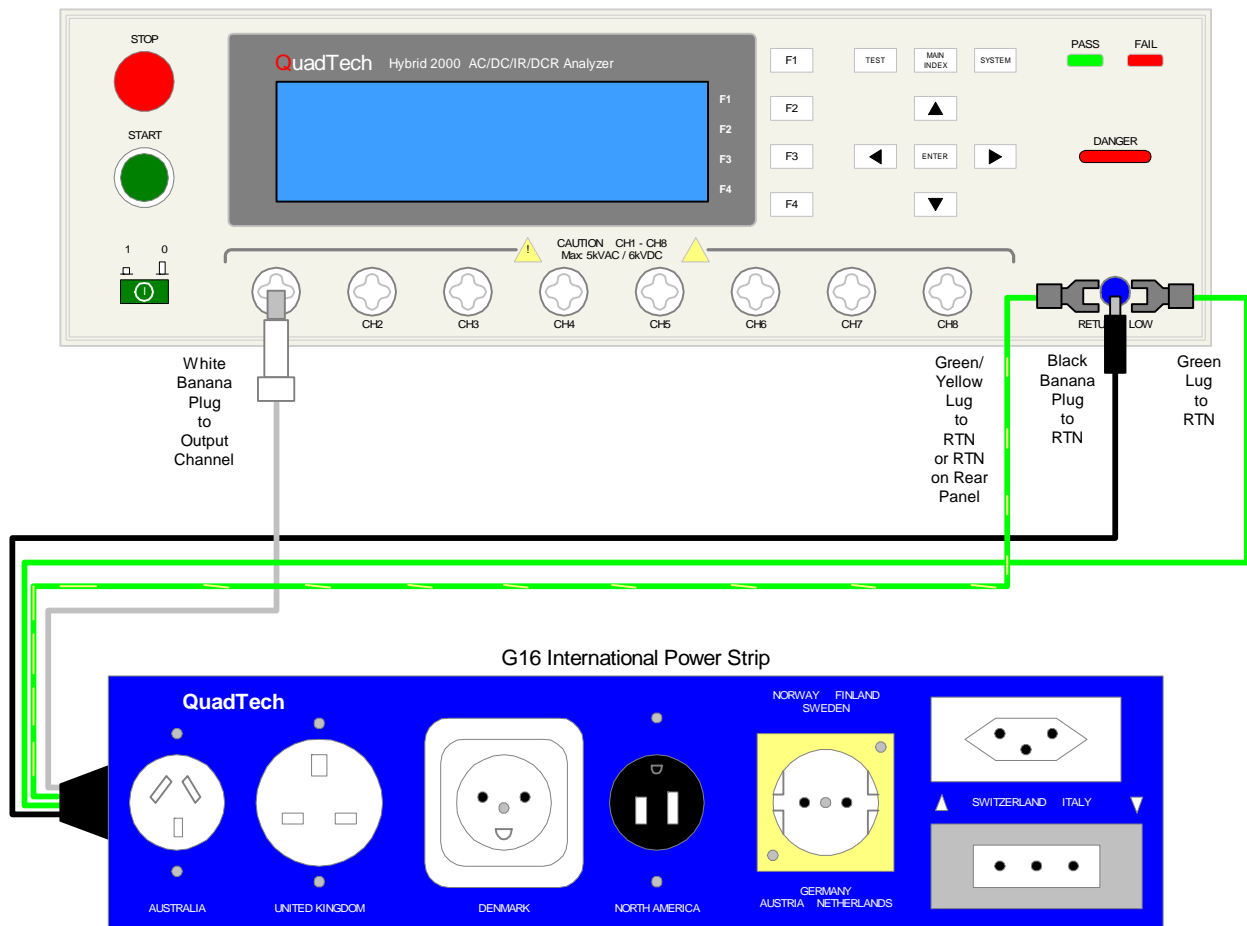 STOP
START
1 0
QuadTech Hybrid 2000 AC/DC/IR/DCR Analyzer
F1
F2
F3
F4
F1
F2
F3
F4
TEST
MAIN
INDEX
SYSTEM
ENTER
PASS
FAIL
DANGER
! CAUTION CH1 - CH8
Max: 5kVAC / 6kVDC
CH2
CH3
CH4
CH5
CH6
CH7
CH8
LOW
White
Banana
Plug
to
Output
Channel
Green/
Yellow
Lug
to
RTN
or RTN
on Rear
Panel
Black
Banana
Plug
to
RTN
Green
Lug
to
RTN
G16 International Power Strip
QuadTech
AUSTRALIA
UNITED KINGDOM
DENMARK
NORTH AMERICA
NORWAY FINLAND
SWEDEN
GERMANY
AUSTRIA NETHERLANDS
SWITZERLAND ITALY